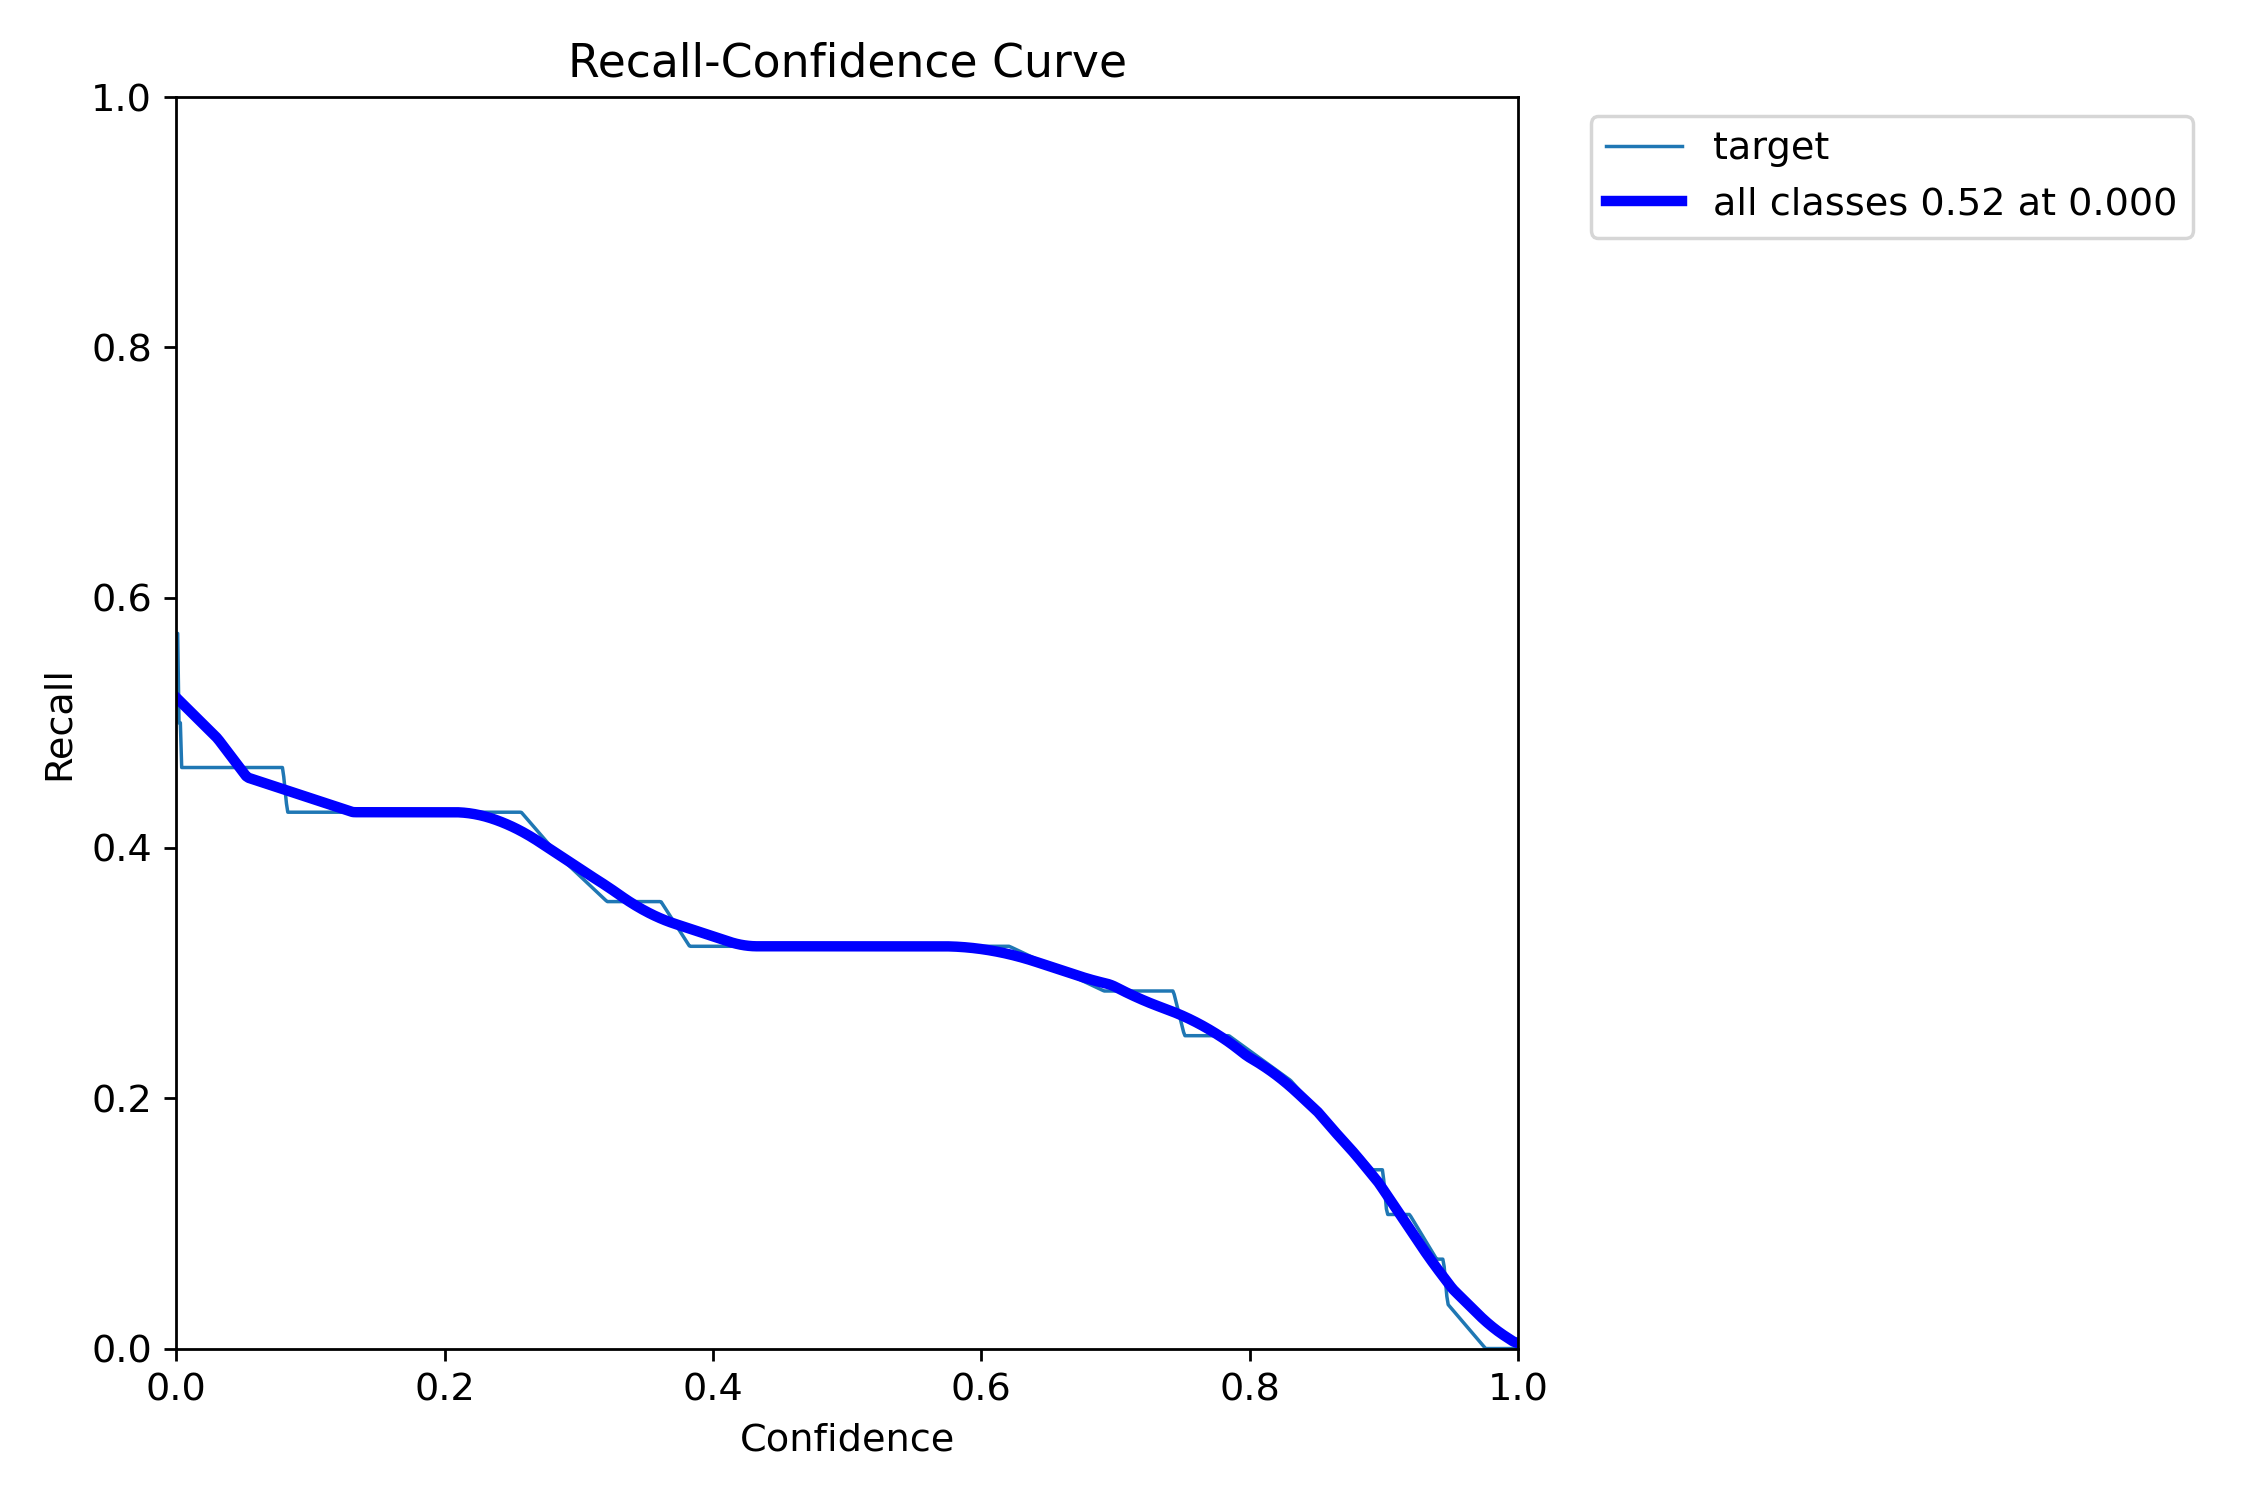 Recall-Confidence Curve
1.0
0.8
0.6
0.4
0.2
0.0
Recall
0.0 0.2 0.4 0.6 0.8 1.0
Confidence
target
all classes 0.52 at 0.000